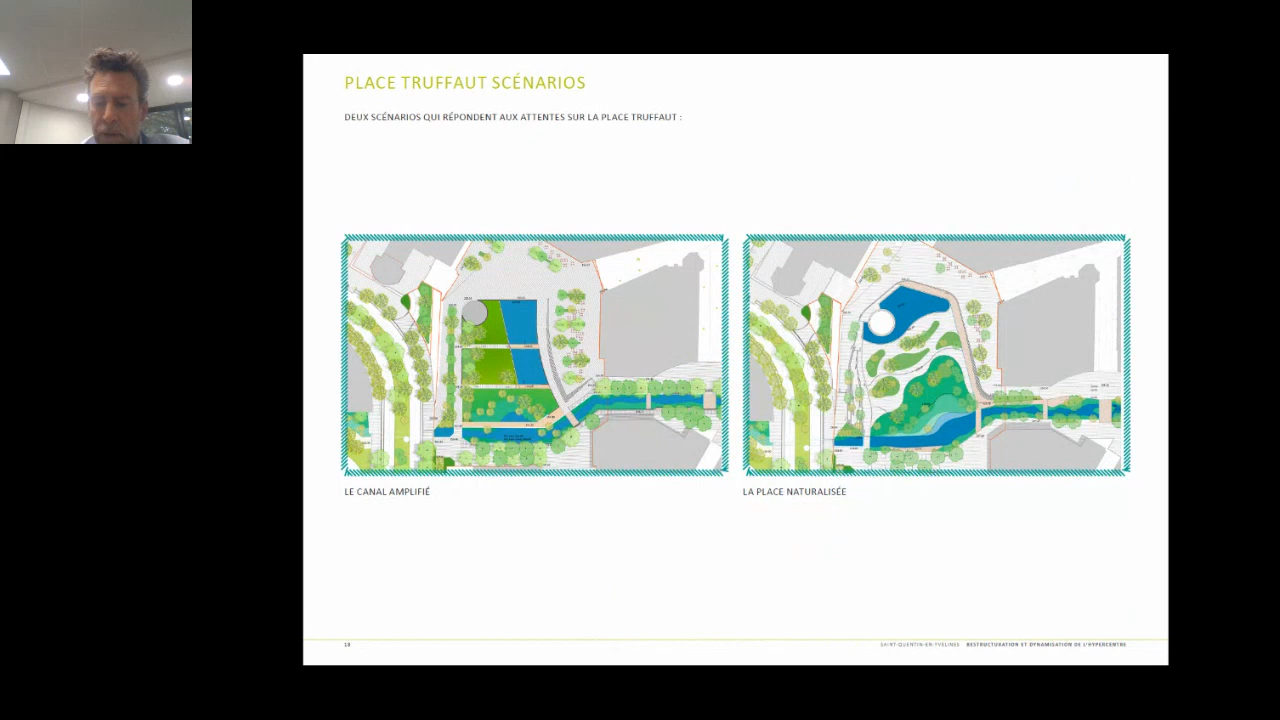 PLACE TRUFFAUT SCÉNARIOS
DEUX SCÉNARIOS QUI RÉPONDENT AUX ATTENTES SUR LA PLACE TRUFFAUT :
LE CANAL AMPLIFIÉ
LA PLACE NATURALISÉE
18
SAINT-QUENTIN-EN-YVELINES RESTRUCTURATION ET DYNAMISATION DE L'HYPERCENTRE